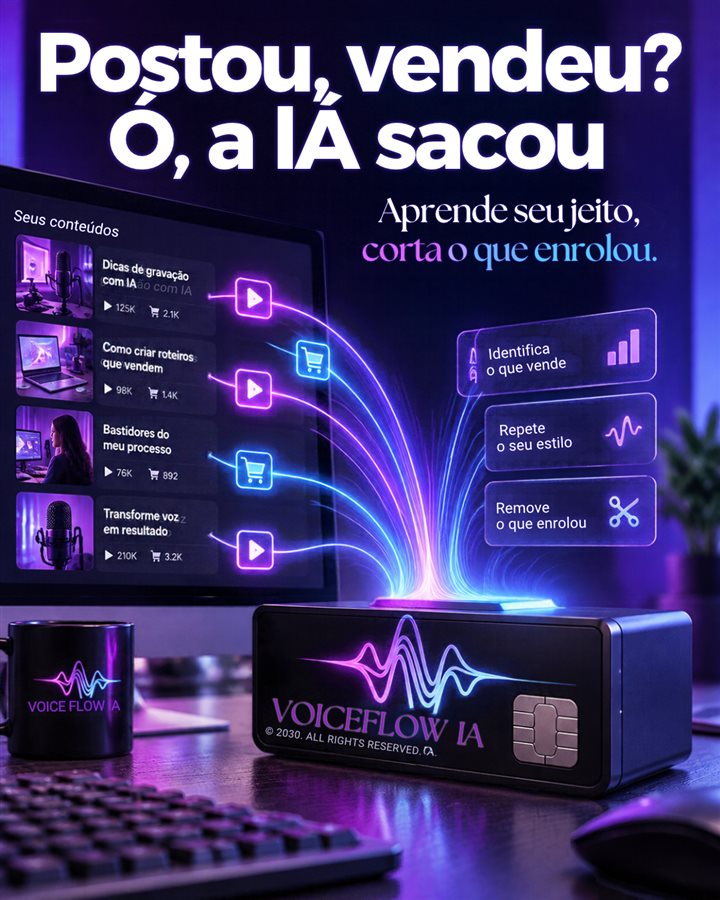 Postou, vendeu?
Ó, a IÁ sacou
Aprende seu jeito,
corta o que enrolou.
Seus conteúdos
Dicas de gravação
com IA
125K 2.1K
Como criar roteiros
que vendem
98K 1.4K
Bastidores do
meu processo
76K 892
Transforme voz
em resultado
210K 3.2K
Identifica
o que vende
Repete
o seu estilo
Remove
o que enrolou
VOICE FLOW IA
VOICEFLOW IA
© 2030. ALL RIGHTS RESERVED.